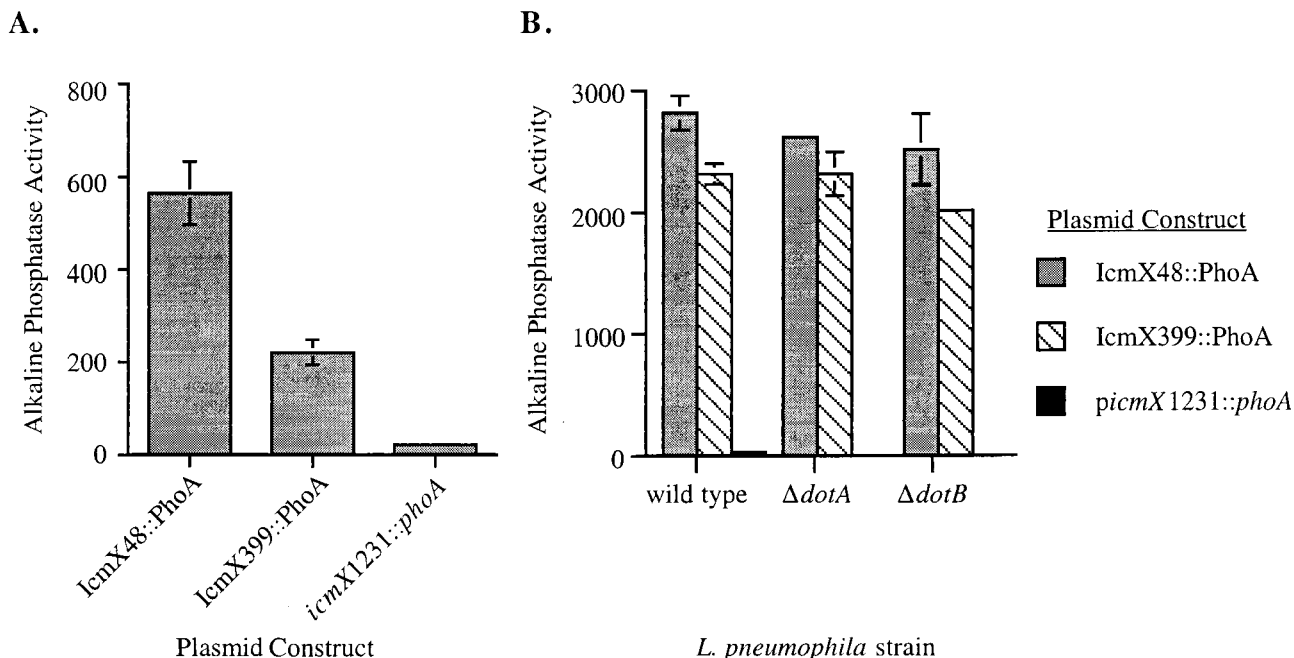 A.
Alkaline Phosphatase Activity
800
600
400
200
0
IcmX48::PhoA
IcmX399::PhoA
icmX1231::phoA
Plasmid Construct
B.
Alkaline Phosphatase Activity
3000
2000
1000
0
wild type
ΔdotA
ΔdotB
L. pneumophila strain
Plasmid Construct
IcmX48::PhoA
IcmX399::PhoA
picmX1231::phoA